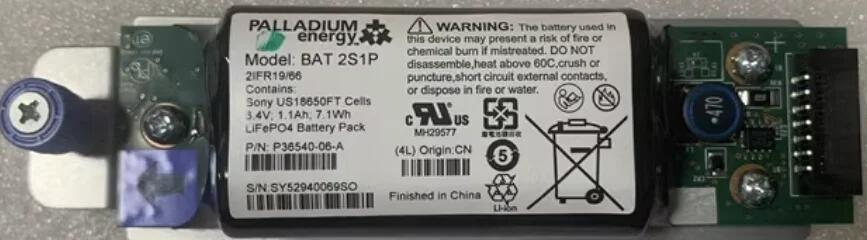 PALLADIUM
energy
Model: BAT 2S1P
2IFR19/66
Contains:
Sony US18650FT Cells
6.4V; 1.1Ah; 7.1Wh
LiFePO4 Battery Pack
P/N: P36540-06-A
S/N:SY52940069SO
WARNING: The battery used in
this device may present a risk of fire or
chemical burn if mistreated. DO NOT
disassemble,heat above 60C,crush or
puncture,short circuit external contacts,
or dispose in fire or water.
c RU US
MH29577
(4L) Origin:CN
5
Finished in China
Li-ion
470
+